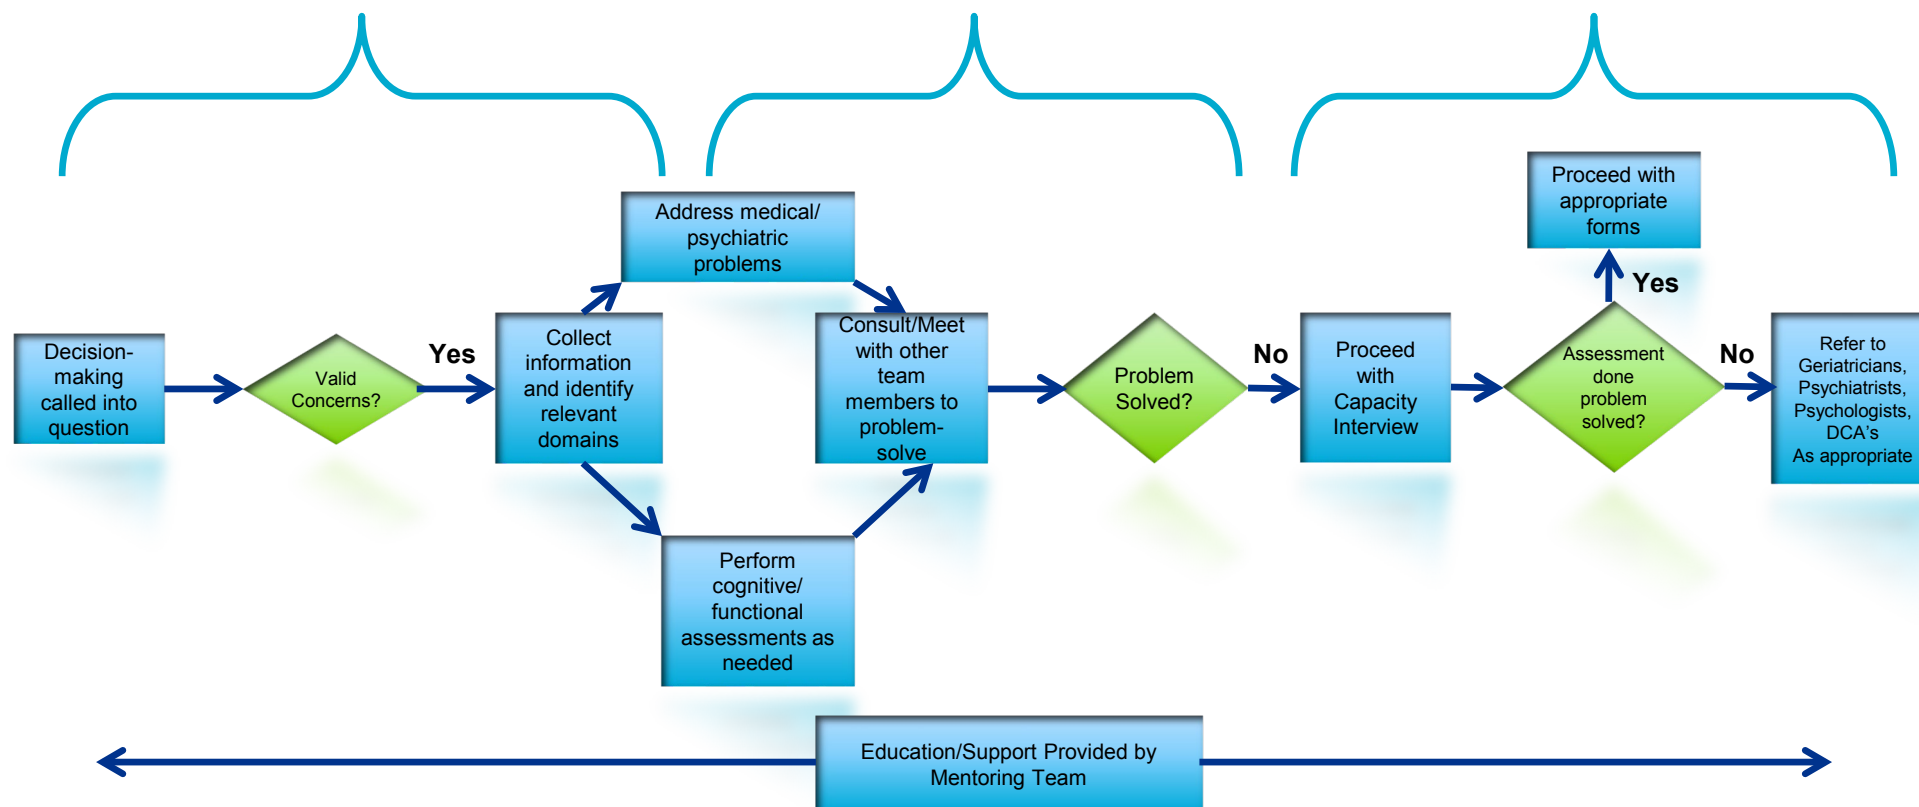 Decision-
making
called into
question
Valid
Concerns?
Yes
Collect
information
and identify
relevant
domains
Address medical/
psychiatric
problems
Perform
cognitive/
functional
assessments as
needed
Consult/Meet
with other
team
members to
problem-
solve
Problem
Solved?
No
Proceed
with
Capacity
Interview
Assessment
done
problem
solved?
Yes
Proceed with
appropriate
forms
No
Refer to
Geriatricians,
Psychiatrists,
Psychologists,
DCA's
As appropriate
Education/Support Provided by
Mentoring Team